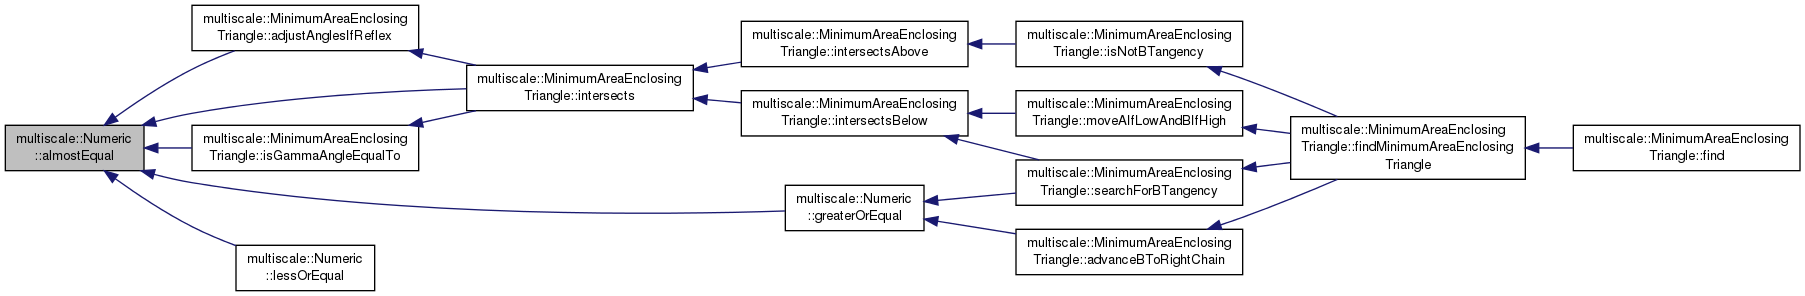 multiscale::Numeric
::almostEqual
multiscale::MinimumAreaEnclosing
Triangle::adjustAnglesIfReflex
multiscale::MinimumAreaEnclosing
Triangle::isGammaAngleEqualTo
multiscale::Numeric
::lessOrEqual
multiscale::MinimumAreaEnclosing
Triangle::intersects
multiscale::MinimumAreaEnclosing
Triangle::intersectsAbove
multiscale::MinimumAreaEnclosing
Triangle::intersectsBelow
multiscale::Numeric
::greaterOrEqual
multiscale::MinimumAreaEnclosing
Triangle::isNotBTangency
multiscale::MinimumAreaEnclosing
Triangle::moveAIfLowAndBIfHigh
multiscale::MinimumAreaEnclosing
Triangle::searchForBTangency
multiscale::MinimumAreaEnclosing
Triangle::advanceBToRightChain
multiscale::MinimumAreaEnclosing
Triangle::findMinimumAreaEnclosing
Triangle
multiscale::MinimumAreaEnclosing
Triangle::find